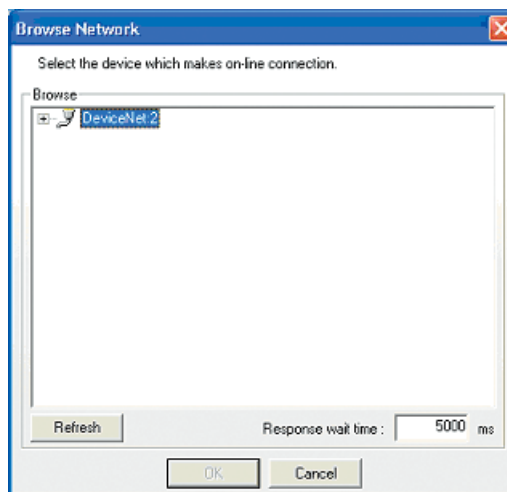 Browse Network
Select the device which makes on-line connection.
Browse
DeviceNet:2
Refresh
Response wait time :
5000 ms
OK
Cancel